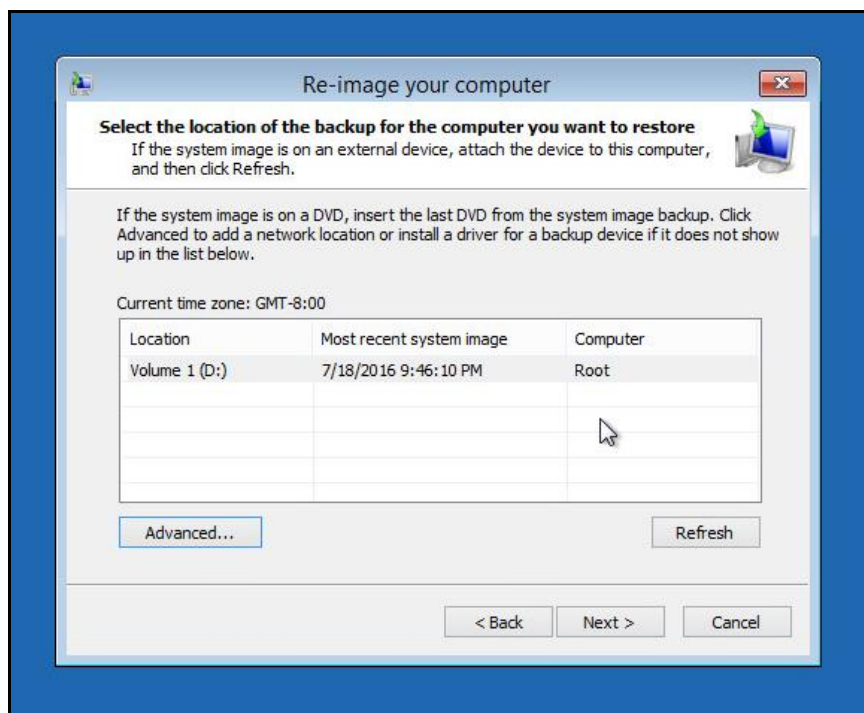 Re-image your computer
Select the location of the backup for the computer you want to restore
If the system image is on an external device, attach the device to this computer,
and then click Refresh.
If the system image is on a DVD, insert the last DVD from the system image backup. Click
Advanced to add a network location or install a driver for a backup device if it does not show
up in the list below.
Current time zone: GMT-8:00
Location Most recent system image Computer
Volume 1 (D:) 7/18/2016 9:46:10 PM Root
Advanced... Refresh
< Back Next > Cancel